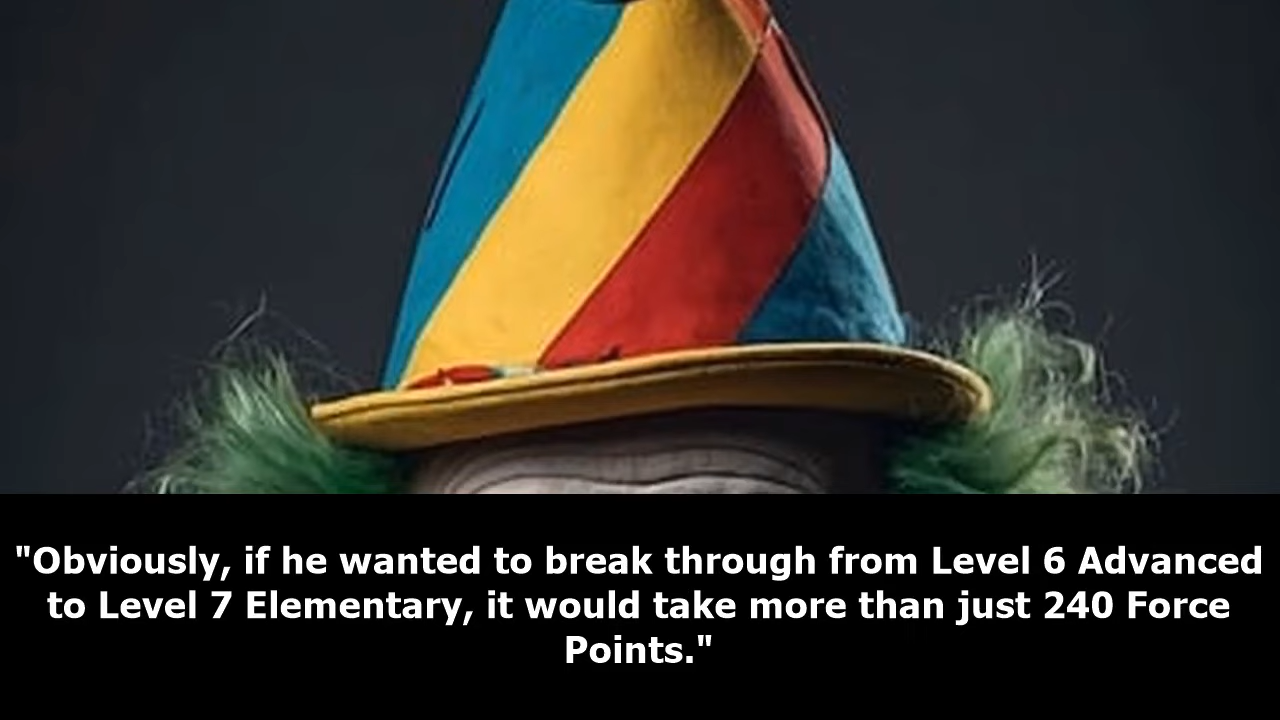 "Obviously, if he wanted to break through from Level 6 Advanced
to Level 7 Elementary, it would take more than just 240 Force
Points."